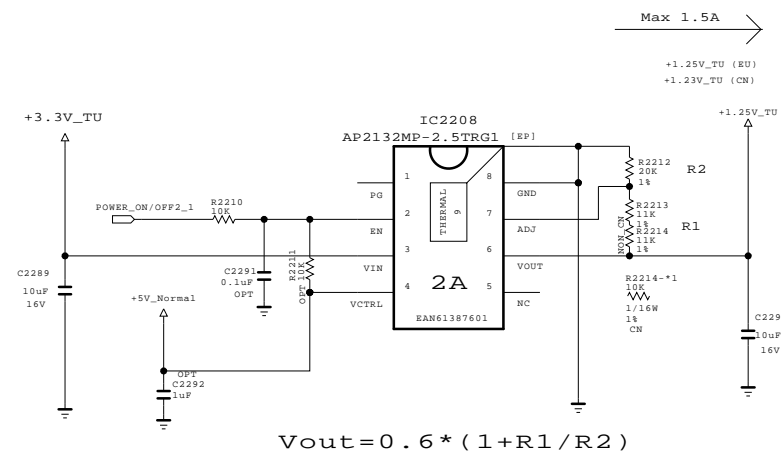 Max 1.5A
+1.25V_TU (EU)
+1.23V_TU (CN)
+3.3V_TU
+1.25V_TU
IC2208
AP2132MP-2.5TRG1
[EP]
R2212
20K
1%
R2
R2213
11K
1%
R1
R2214
11K
1%
NON_CN
R2214-*1
10K
1/16W
1%
CN
POWER_ON/OFF2_1
R2210
10K
R2211
10K
OPT
C2291
0.1uF
OPT
C2289
10uF
16V
+5V_Normal
OPT
C2292
1uF
1
PG
2
EN
3
VIN
4
VCTRL
THERMAL
9
8
GND
7
ADJ
6
VOUT
5
NC
2A
EAN61387601
C229
10uF
16V
Vout=0.6*(1+R1/R2)